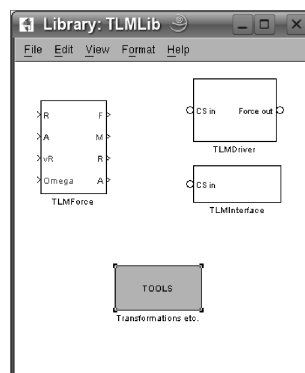 Library: TLMLib
File Edit View Format Help
R F
A M
vR R
Omega A
TLMForce
CS in Force out
TLMDriver
CS in
TLMInterface
TOOLS
Transformations etc.